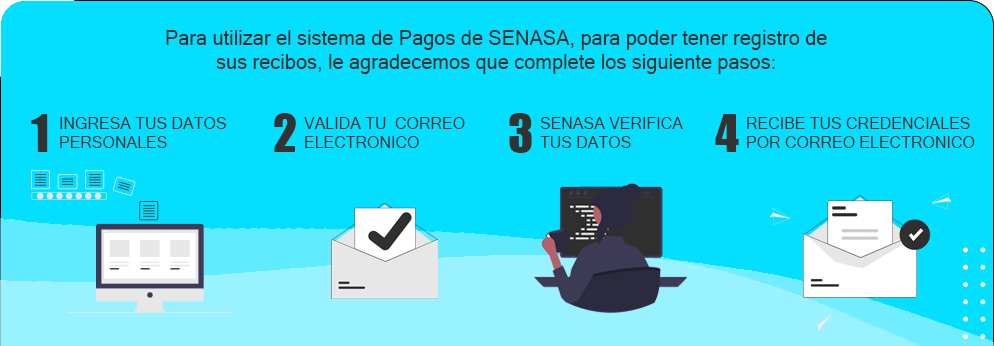 Para utilizar el sistema de Pagos de SENASA, para poder tener registro de
sus recibos, le agradecemos que complete los siguiente pasos:
1 INGRESA TUS DATOS
PERSONALES
2 VALIDA TU CORREO
ELECTRONICO
3 SENASA VERIFICA
TUS DATOS
4 RECIBE TUS CREDENCIALES
POR CORREO ELECTRONICO